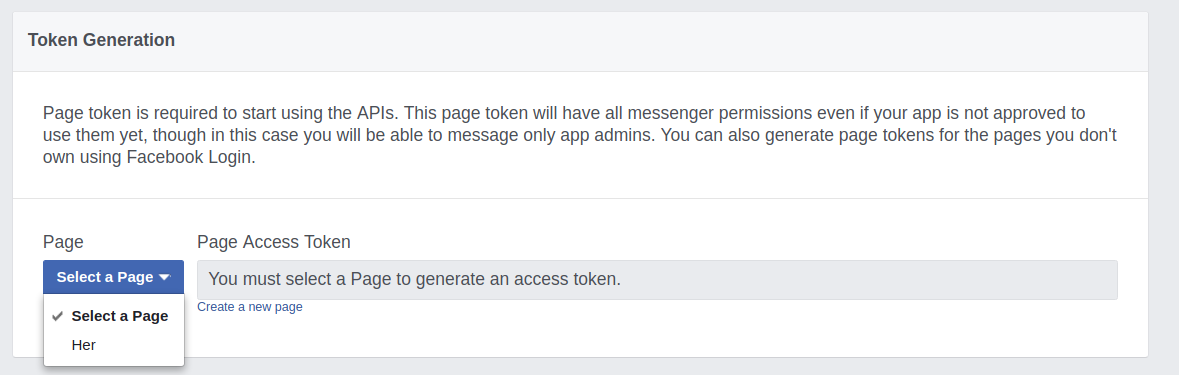 Token Generation
Page token is required to start using the APIs. This page token will have all messenger permissions even if your app is not approved to
use them yet, though in this case you will be able to message only app admins. You can also generate page tokens for the pages you don't
own using Facebook Login.
Page
Page Access Token
Select a Page
You must select a Page to generate an access token.
Create a new page
Select a Page
Her